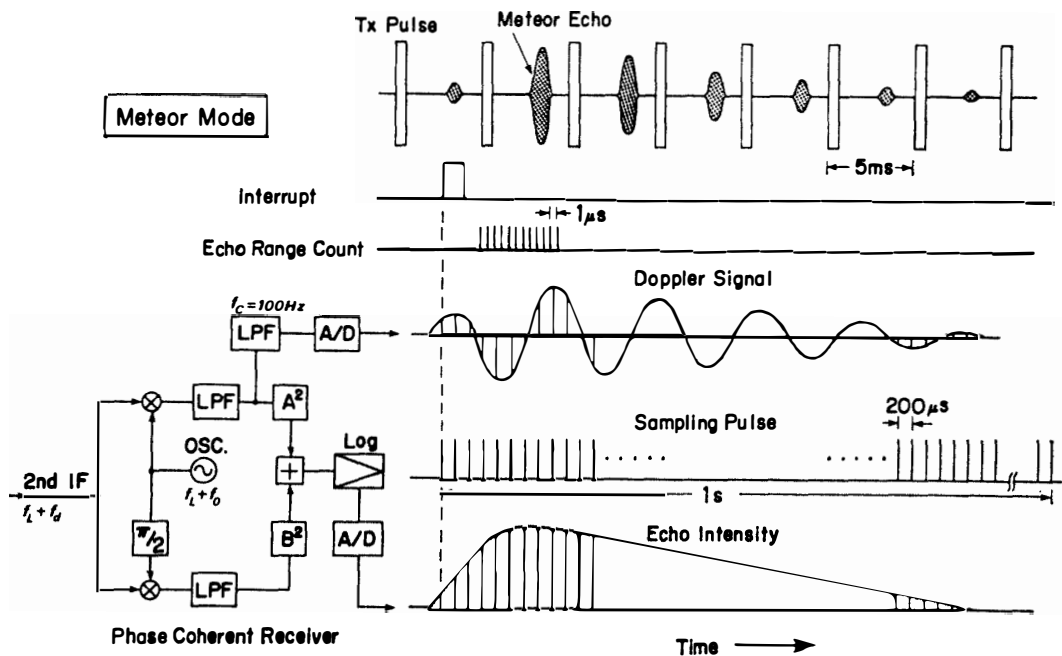 Tx Pulse
Meteor Echo
Meteor Mode
5ms
Interrupt
1μs
Echo Range Count
Doppler Signal
f_C = 100Hz
LPF
A/D
LPF
A²
200μs
Sampling Pulse
Log
OSC.
f_L + f_0
2nd IF
f_L + f_d
+
1s
π/2
B²
A/D
Echo Intensity
LPF
Phase Coherent Receiver
Time